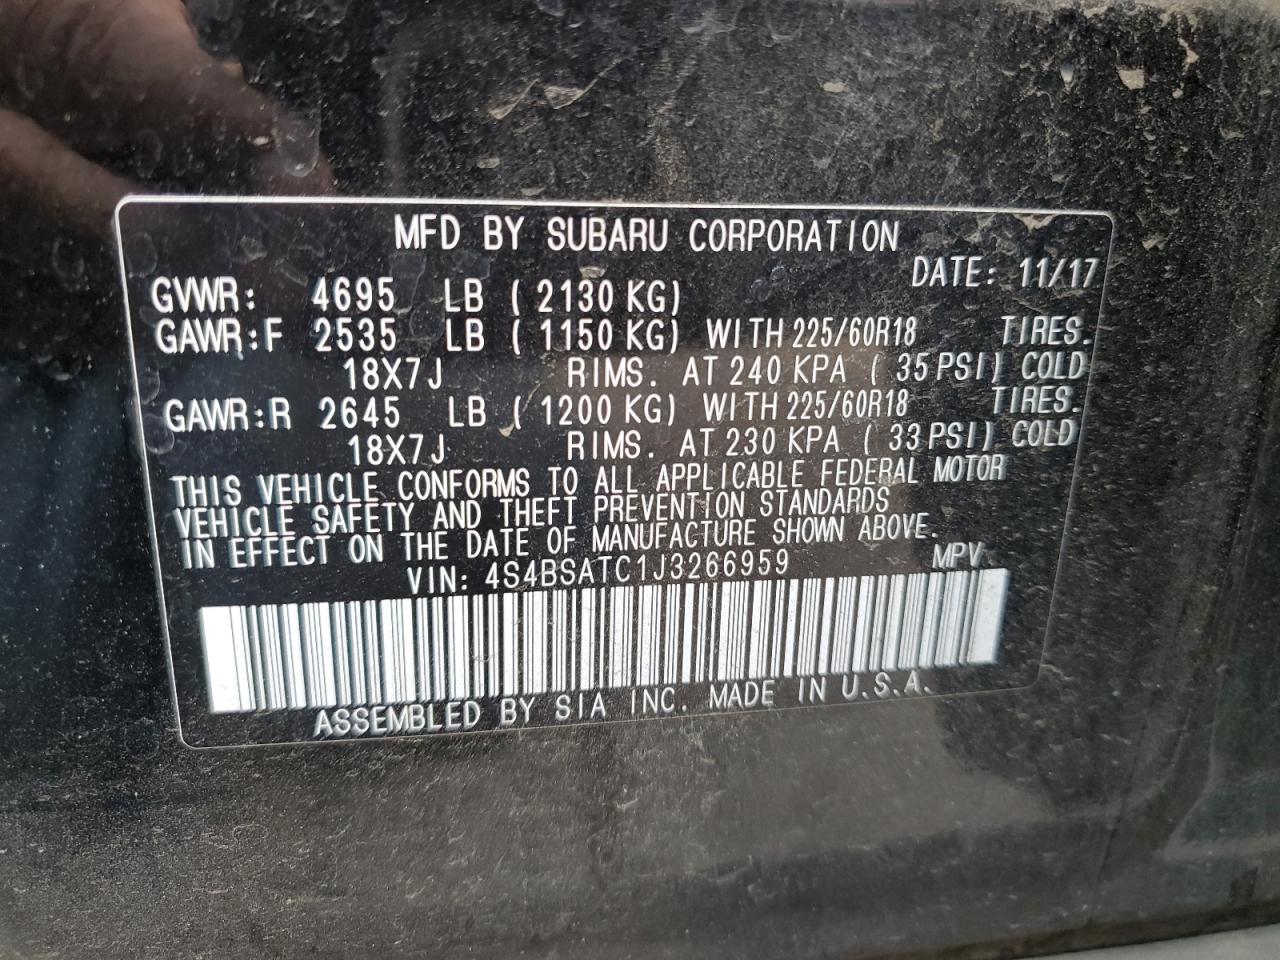 MFD BY SUBARU CORPORATION
DATE: 11/17
GVWR: 4695 LB ( 2130 KG)
GAWR:F 2535 LB ( 1150 KG) WITH 225/60R18 TIRES.
18X7J RIMS. AT 240 KPA ( 35 PSI) COLD
GAWR:R 2645 LB ( 1200 KG) WITH 225/60R18 TIRES.
18X7J RIMS. AT 230 KPA ( 33 PSI) COLD
THIS VEHICLE CONFORMS TO ALL APPLICABLE FEDERAL MOTOR
VEHICLE SAFETY AND THEFT PREVENTION STANDARDS
IN EFFECT ON THE DATE OF MANUFACTURE SHOWN ABOVE.
VIN: 4S4BSATC1J3266959 MPV
ASSEMBLED BY SIA INC. MADE IN U.S.A.